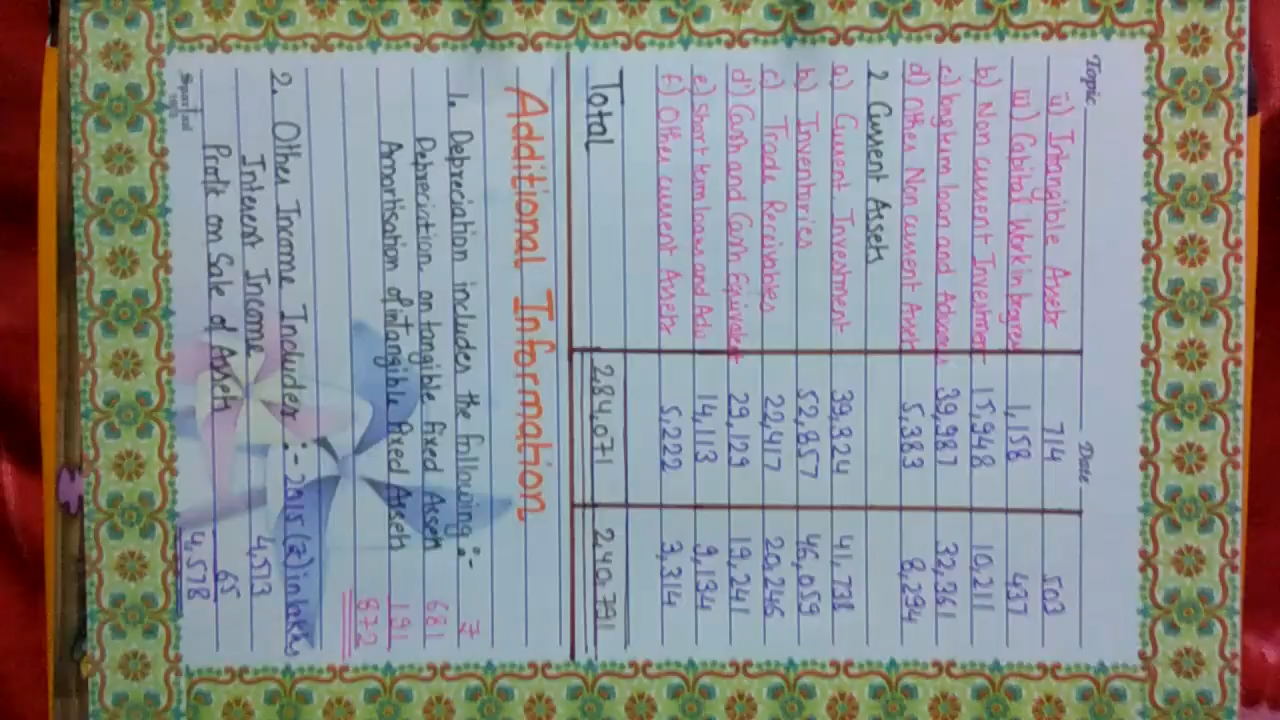 Topic Date
ii) Intangible Assets 714 503
iii) Capital Work in progress 1,158 437
b) Non current Investment 15,948 10,211
c) long term loan and Advances 39,987 32,361
d) Other Non current Asset 5,383 8,294
2 Current Assets
a) Current Investment 39,324 41,738
b) Inventories 52,857 46,059
c) Trade Receivables 22,417 20,246
d) Cash and Cash Equivalent 29,129 19,241
e) Short term loans and Adv. 14,113 9,134
f) Other current Assets 5,222 3,314
Total 2,84,071 2,40,791
Additional Information
1. Depreciation includes the following :- ₹
Depreciation on tangible fixed Assets 681
Amortisation of intangible fixed Assets 191
872
2. Other Income Includes :- 2015 (₹) in lakhs
Interest Income 4,513
Profit on Sale of Assets 65
4,578